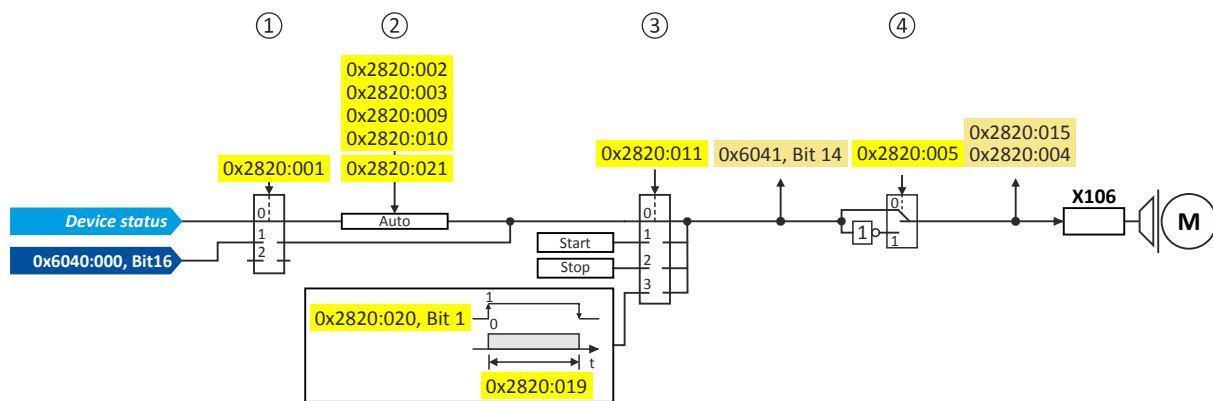 ① ② ③ ④
0x2820:002
0x2820:003
0x2820:009
0x2820:010
0x2820:001
0x2820:021
0x2820:011
0x6041, Bit 14
0x2820:005
0x2820:015
0x2820:004
Device status
0
Auto
0
0
X106
M
0x6040:000, Bit16
1
2
Start
1
Stop
2
3
1
1
0x2820:020, Bit 1
1
0
t
0x2820:019